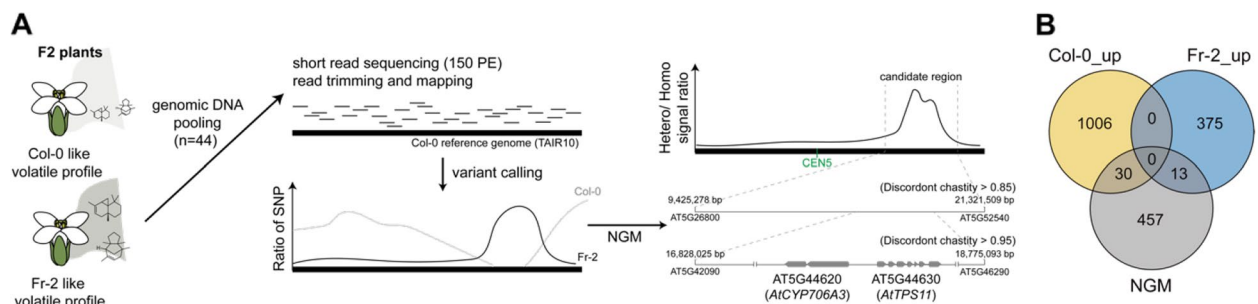 A
F2 plants
Col-0 like
volatile profile
Fr-2 like
volatile profile
genomic DNA
pooling
(n=44)
short read sequencing (150 PE)
read trimming and mapping
Col-0 reference genome (TAIR10)
variant calling
Ratio of SNP
Col-0
Fr-2
NGM
Hetero/ Homo
signal ratio
candidate region
CEN5
(Discordont chastity > 0.85)
9,425,278 bp
21,321,509 bp
AT5G26800
AT5G52540
(Discordont chastity > 0.95)
16,828,025 bp
18,775,093 bp
AT5G42090
AT5G46290
AT5G44620
(AtCYP706A3)
AT5G44630
(AtTPS11)
B
Col-0_up
Fr-2_up
1006
0
375
0
30
13
457
NGM